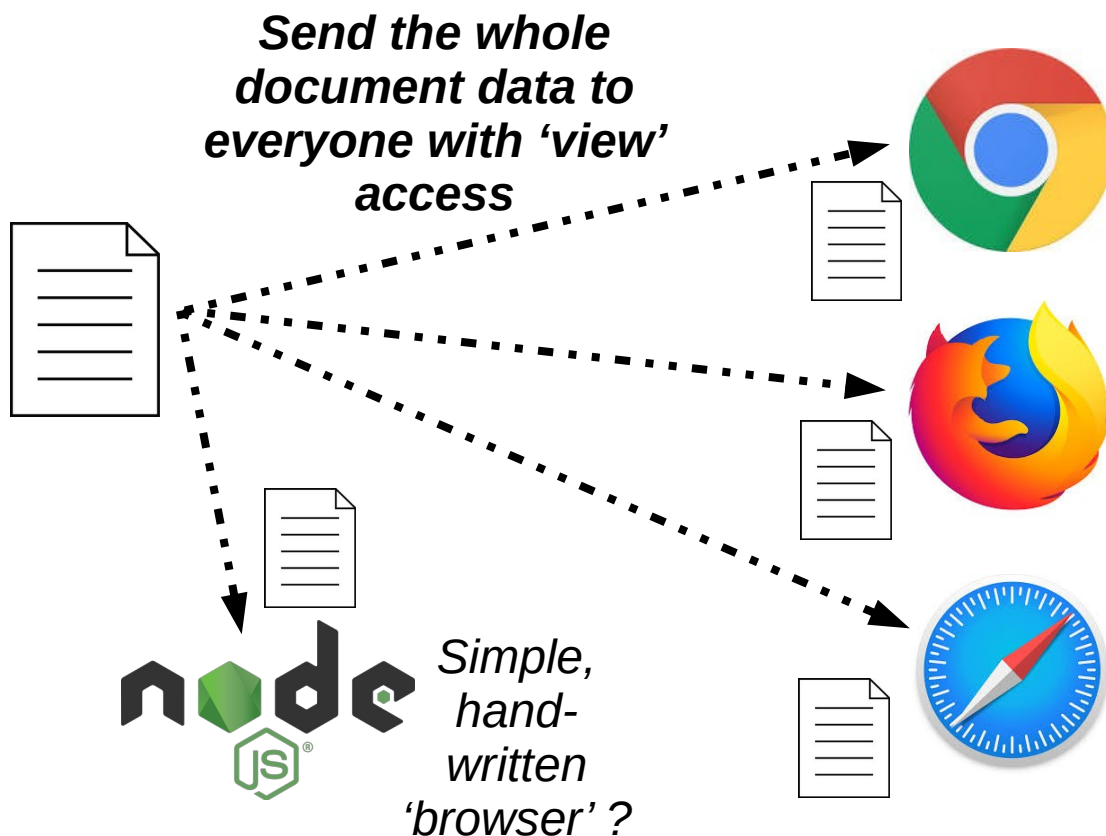 Send the whole
document data to
everyone with ‘view’
access
node
JS®
Simple,
hand-
written
‘browser’ ?